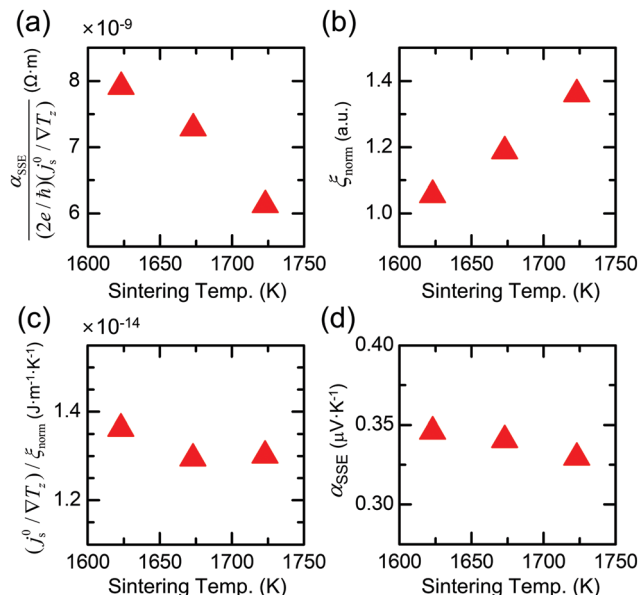 (a)
×10⁻⁹
α_SSE / (2e/ħ)(j_s^0 / ∇T_z) (Ω·m)
9
8
7
6
1600 1650 1700 1750
Sintering Temp. (K)
(b)
ξ_norm (a.u.)
1.4
1.2
1.0
1600 1650 1700 1750
Sintering Temp. (K)
(c)
×10⁻¹⁴
(j_s^0 / ∇T_z) / ξ_norm (J·m⁻¹·K⁻¹)
1.4
1.2
1600 1650 1700 1750
Sintering Temp. (K)
(d)
α_SSE (μV·K⁻¹)
0.40
0.35
0.30
1600 1650 1700 1750
Sintering Temp. (K)